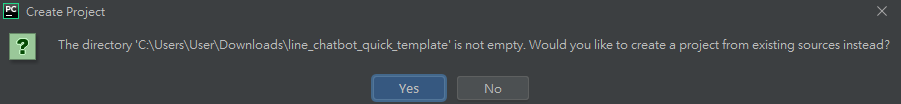 PC Create Project
?
The directory 'C:\Users\User\Downloads\line_chatbot_quick_template' is not empty. Would you like to create a project from existing sources instead?
Yes No